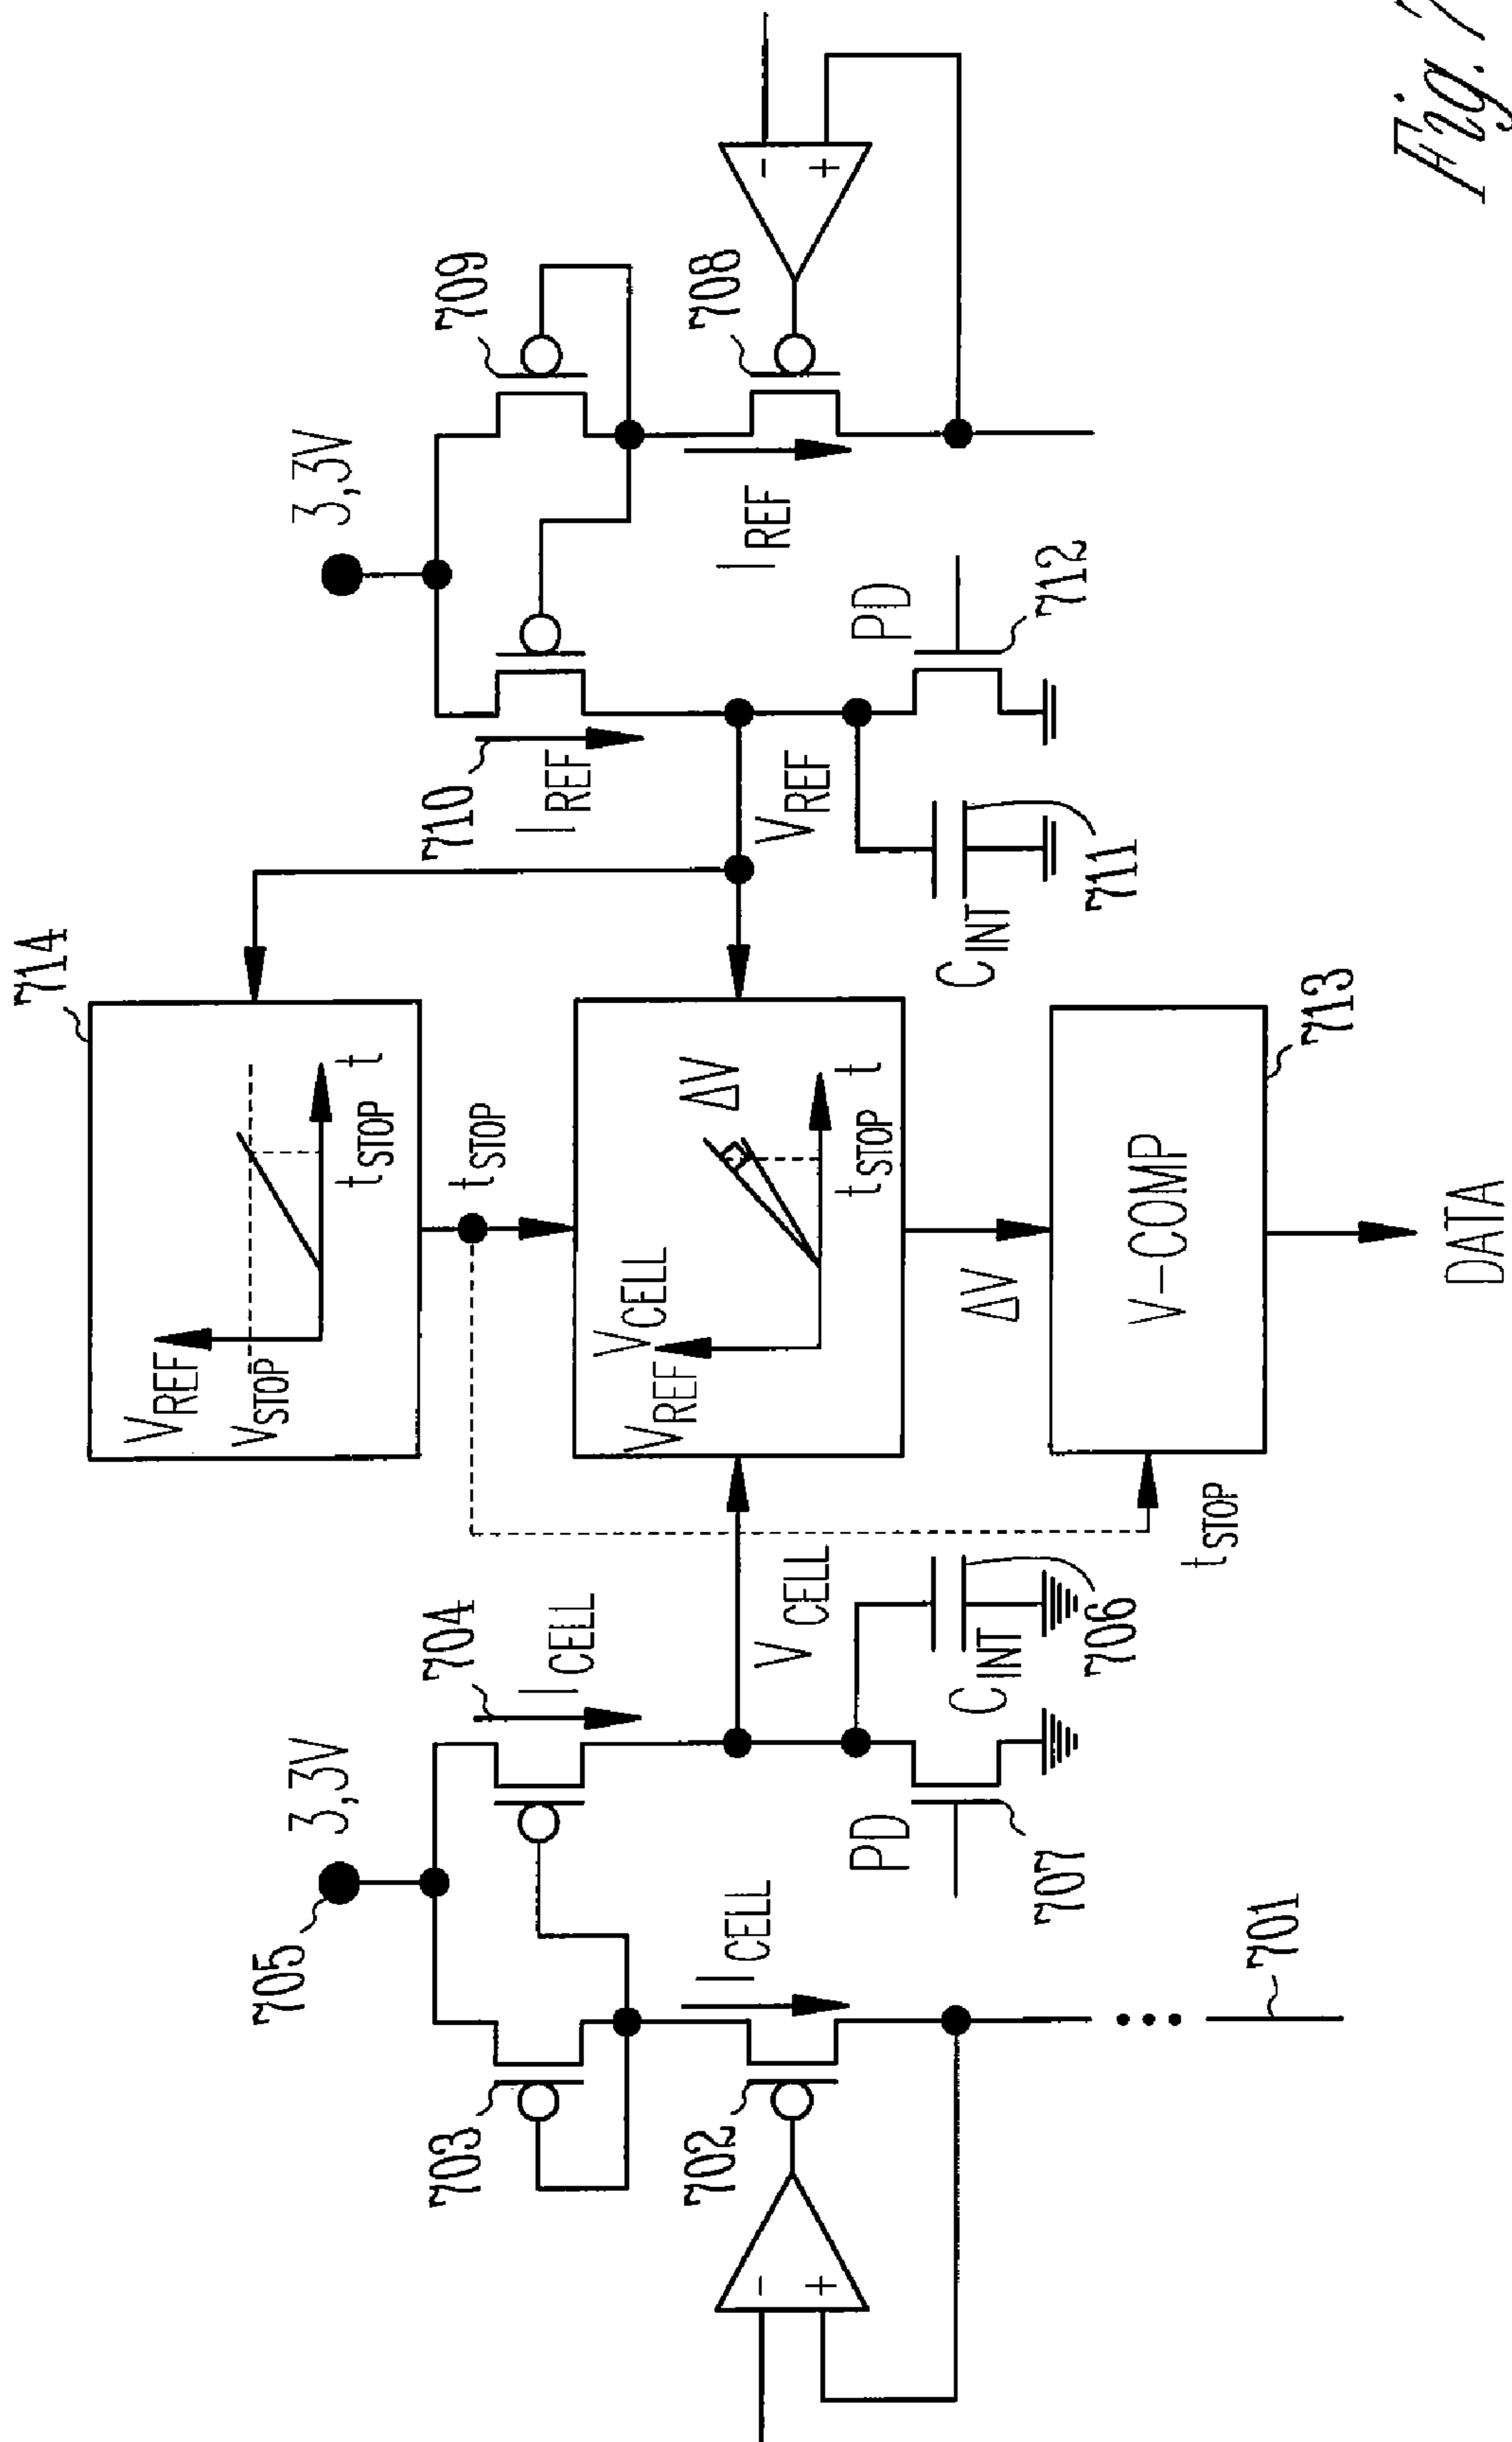 714
V REF
V STOP
t STOP
t
t STOP
705
3,3V
704
I CELL
703
702
I CELL
-
+
V CELL
V REF
V CELL
ΔV
t STOP
t
3,3V
709
710
I REF
708
I REF
-
+
V REF
PD
707
C INT
706
701
PD
712
C INT
711
ΔV
t STOP
V-COMP
713
DATA
Fig. 7